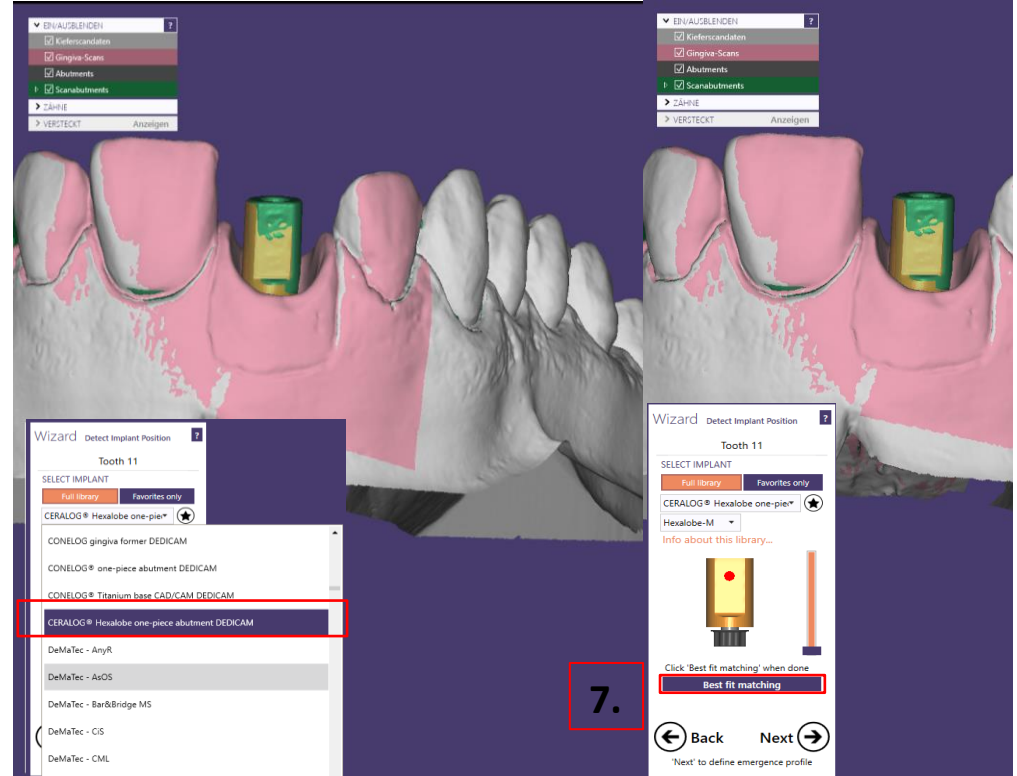 EIN/AUSBLENDEN ?
Kieferscandaten
Gingiva-Scans
Abutments
Scanabutments
ZÄHNE
VERSTECKT Anzeigen
Wizard Detect Implant Position ?
Tooth 11
SELECT IMPLANT
Full library Favorites only
CERALOG® Hexalobe one-pie
CONELOG gingiva former DEDICAM
CONELOG® one-piece abutment DEDICAM
CONELOG® Titanium base CAD/CAM DEDICAM
CERALOG® Hexalobe one-piece abutment DEDICAM
DeMaTec - AnyR
DeMaTec - AsOS
DeMaTec - Bar&Bridge MS
DeMaTec - CiS
DeMaTec - CML
7.
EIN/AUSBLENDEN ?
Kieferscandaten
Gingiva-Scans
Abutments
Scanabutments
ZÄHNE
VERSTECKT Anzeigen
Wizard Detect Implant Position ?
Tooth 11
SELECT IMPLANT
Full library Favorites only
CERALOG® Hexalobe one-pie
Hexalobe-M
Info about this library...
Click 'Best fit matching' when done
Best fit matching
Back Next
'Next' to define emergence profile